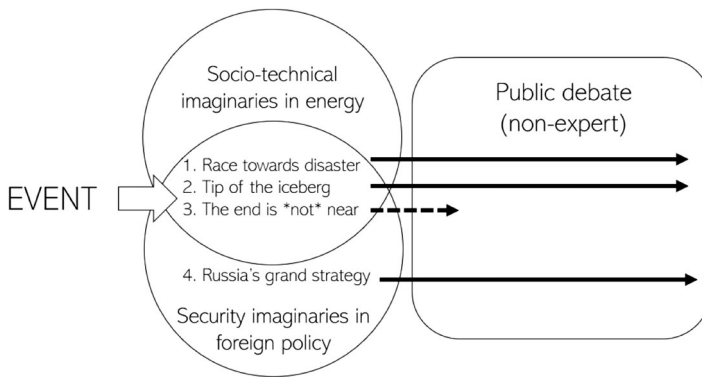 Socio-technical
imaginaries in energy
Public debate
(non-expert)
EVENT
1. Race towards disaster
2. Tip of the iceberg
3. The end is *not* near
4. Russia's grand strategy
Security imaginaries in
foreign policy